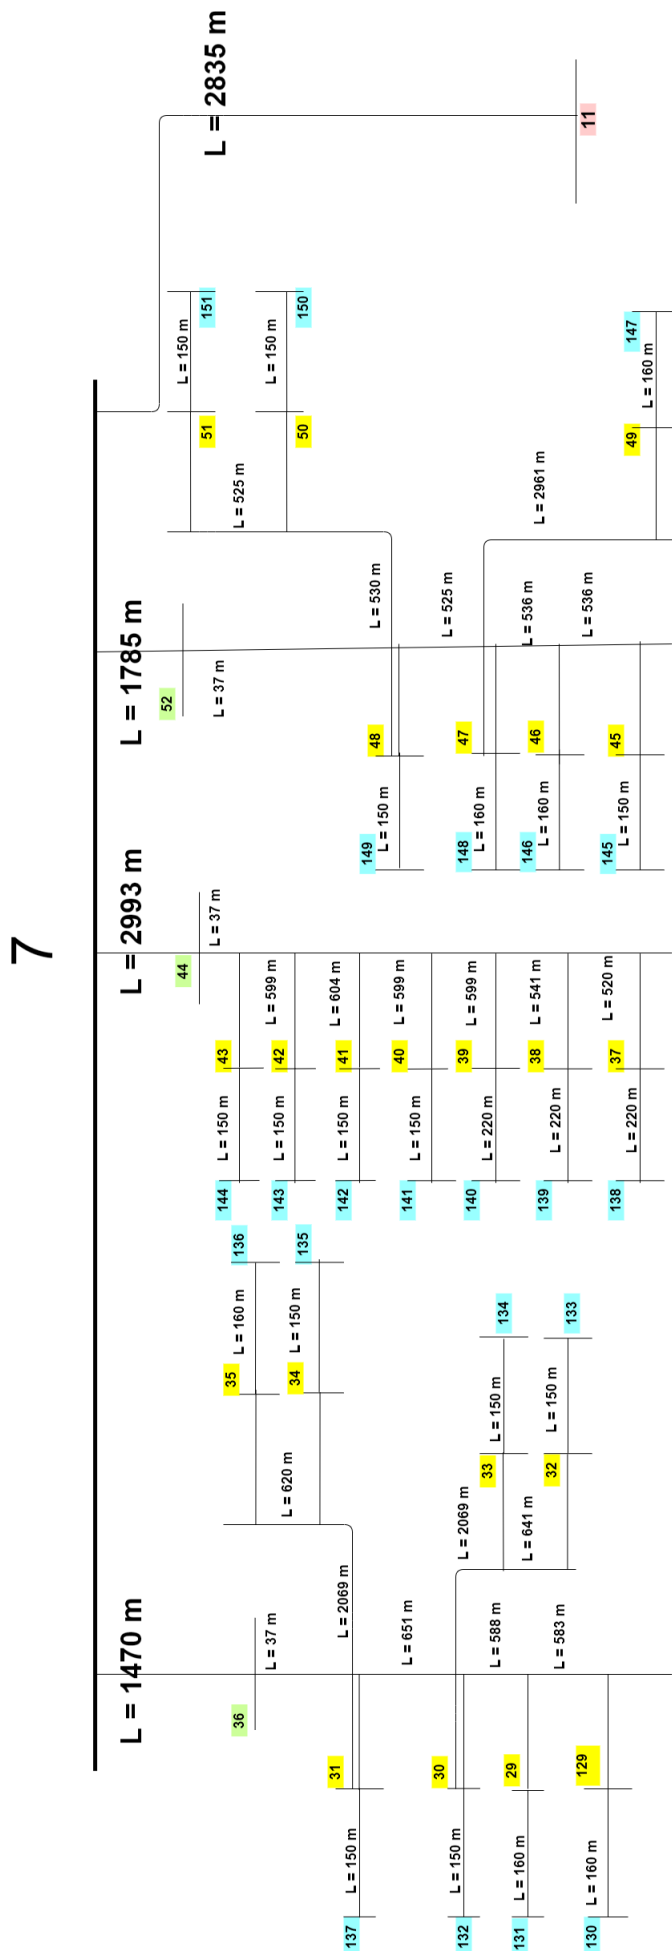 7
L = 2835 m
11
151
L = 150 m
150
L = 150 m
51
50
L = 525 m
147
L = 160 m
49
L = 2961 m
L = 530 m
L = 525 m
L = 536 m
L = 536 m
L = 1785 m
52
L = 37 m
48
47
46
45
149
L = 150 m
148
L = 160 m
146
L = 160 m
145
L = 150 m
L = 2993 m
44
L = 37 m
L = 599 m
L = 604 m
L = 599 m
L = 599 m
L = 541 m
L = 520 m
43
42
41
40
39
38
37
L = 150 m
L = 150 m
L = 150 m
L = 150 m
L = 220 m
L = 220 m
L = 220 m
144
143
142
141
140
139
138
136
135
L = 160 m
L = 150 m
35
34
L = 620 m
134
133
L = 150 m
L = 150 m
33
32
L = 2069 m
L = 641 m
L = 1470 m
36
L = 37 m
L = 2069 m
L = 651 m
L = 588 m
L = 583 m
31
30
29
129
L = 150 m
L = 150 m
L = 160 m
L = 160 m
137
132
131
130